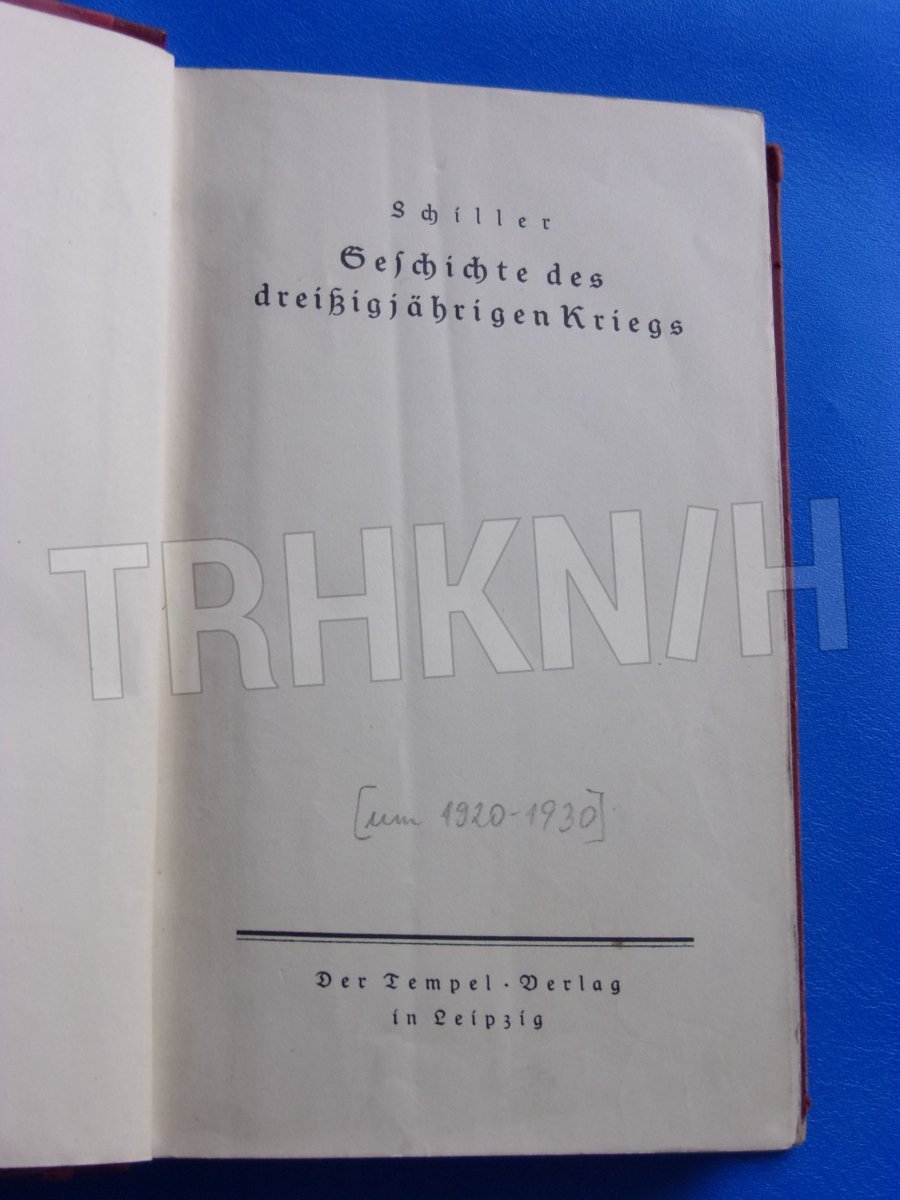 Schiller
Geſchichte des
dreißigjährigen Kriegs
TRHKN/H
[um 1920-1930]
Der Tempel · Verlag
in Leipzig